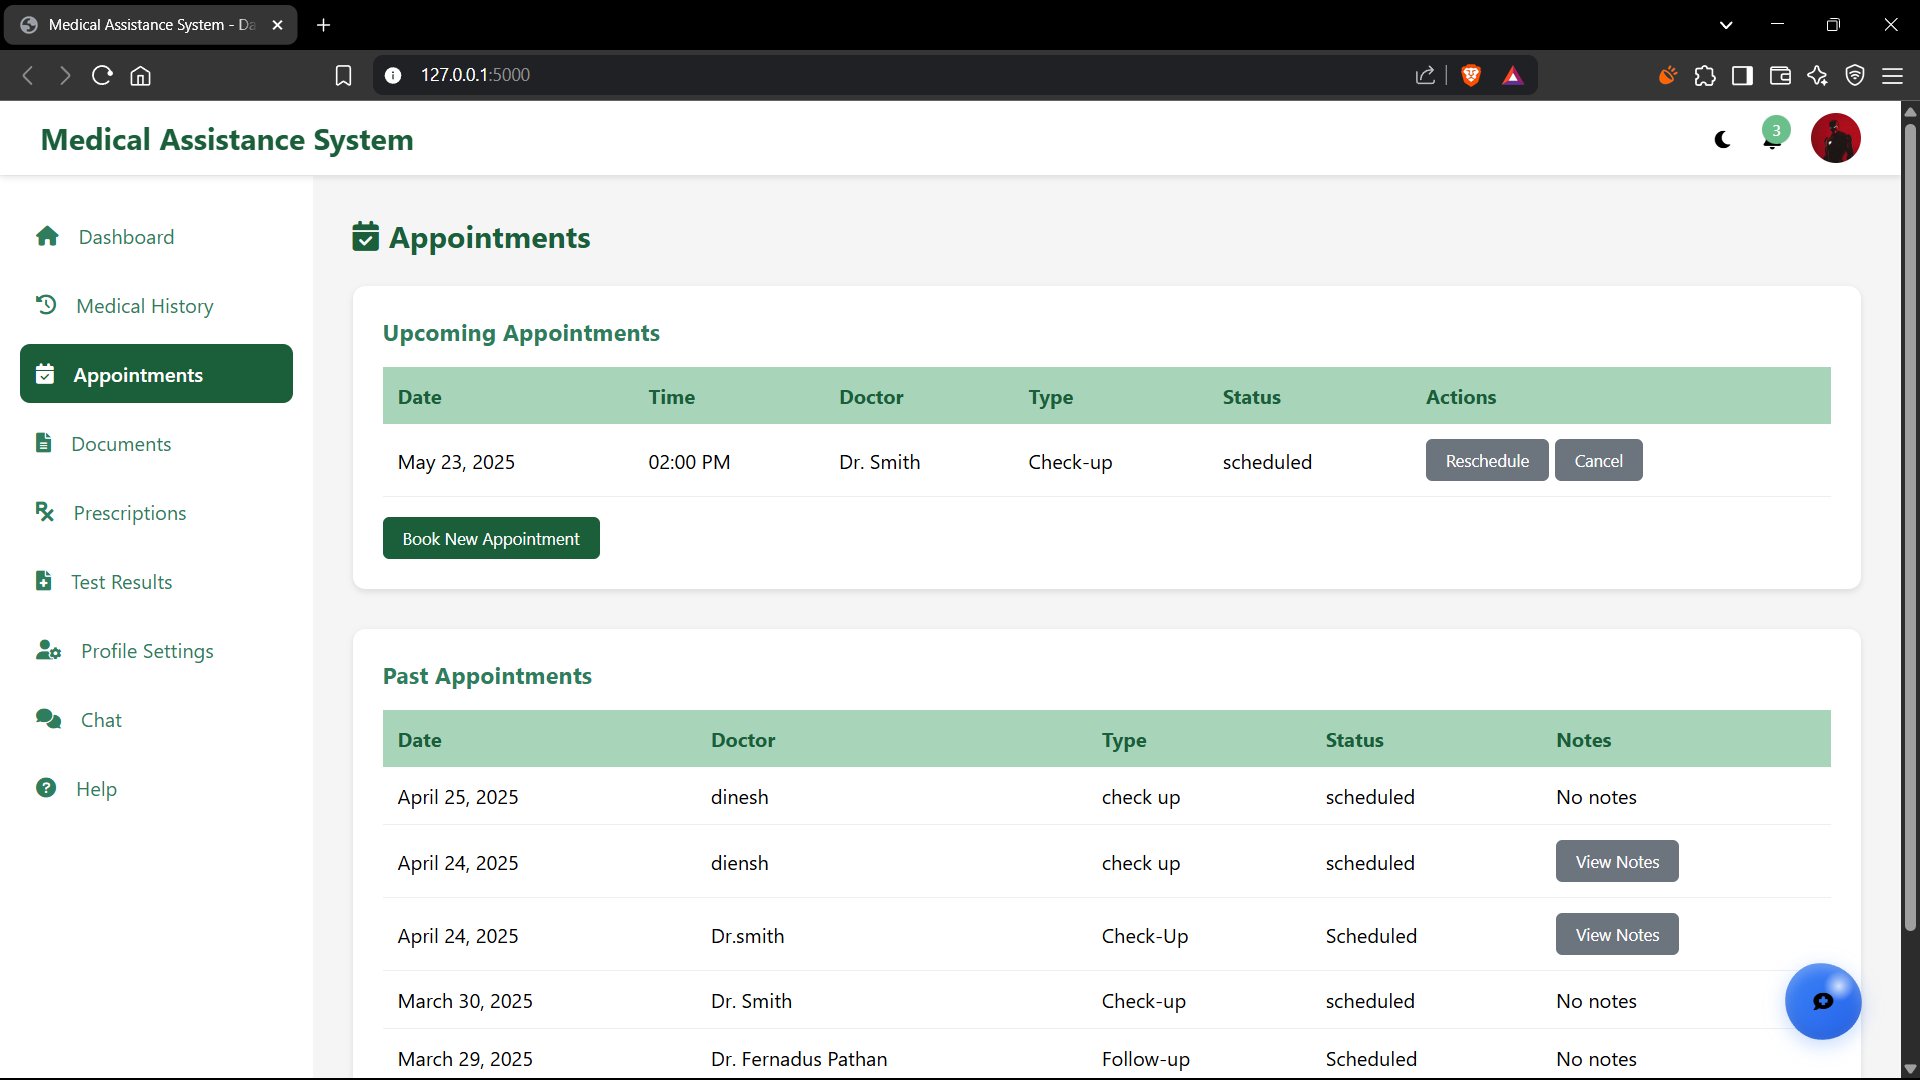 Medical Assistance System - Da
127.0.0.1:5000
Medical Assistance System
3
Dashboard
Medical History
Appointments
Documents
Prescriptions
Test Results
Profile Settings
Chat
Help
Appointments
Upcoming Appointments
Date Time Doctor Type Status Actions
May 23, 2025 02:00 PM Dr. Smith Check-up scheduled Reschedule Cancel
Book New Appointment
Past Appointments
Date Doctor Type Status Notes
April 25, 2025 dinesh check up scheduled No notes
April 24, 2025 diensh check up scheduled View Notes
April 24, 2025 Dr.smith Check-Up Scheduled View Notes
March 30, 2025 Dr. Smith Check-up scheduled No notes
March 29, 2025 Dr. Fernadus Pathan Follow-up Scheduled No notes